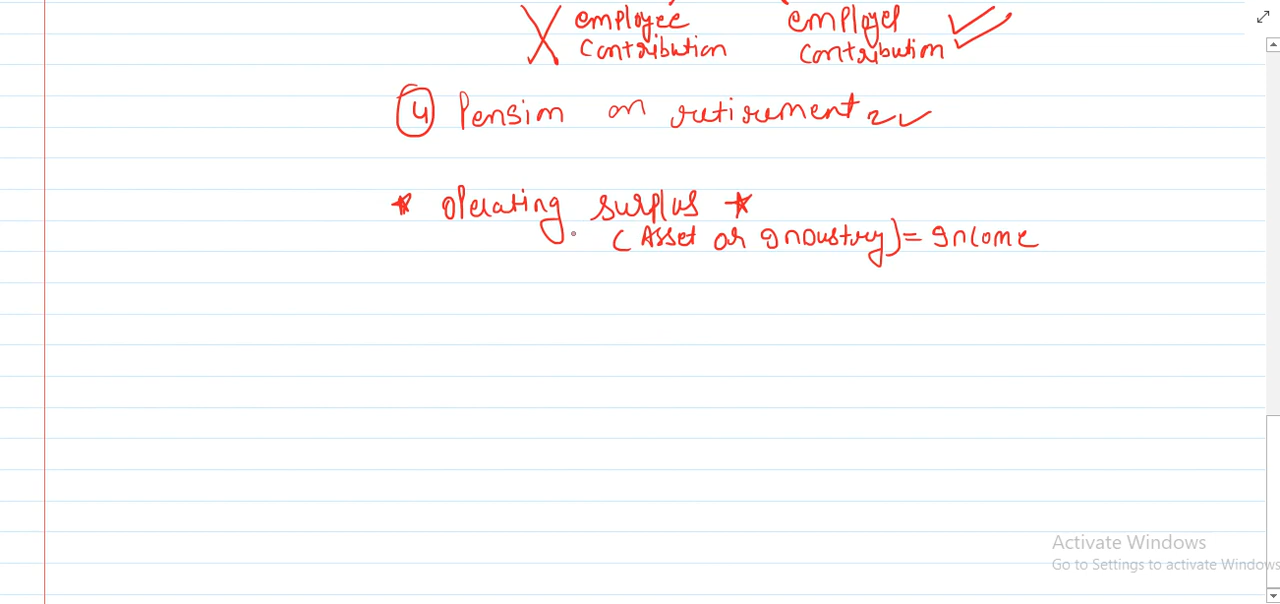 employee employer
contribution contribution
4 Pension on retirement
* Operating surplus *
(Asset or Industry) = Income
Activate Windows
Go to Settings to activate Windows